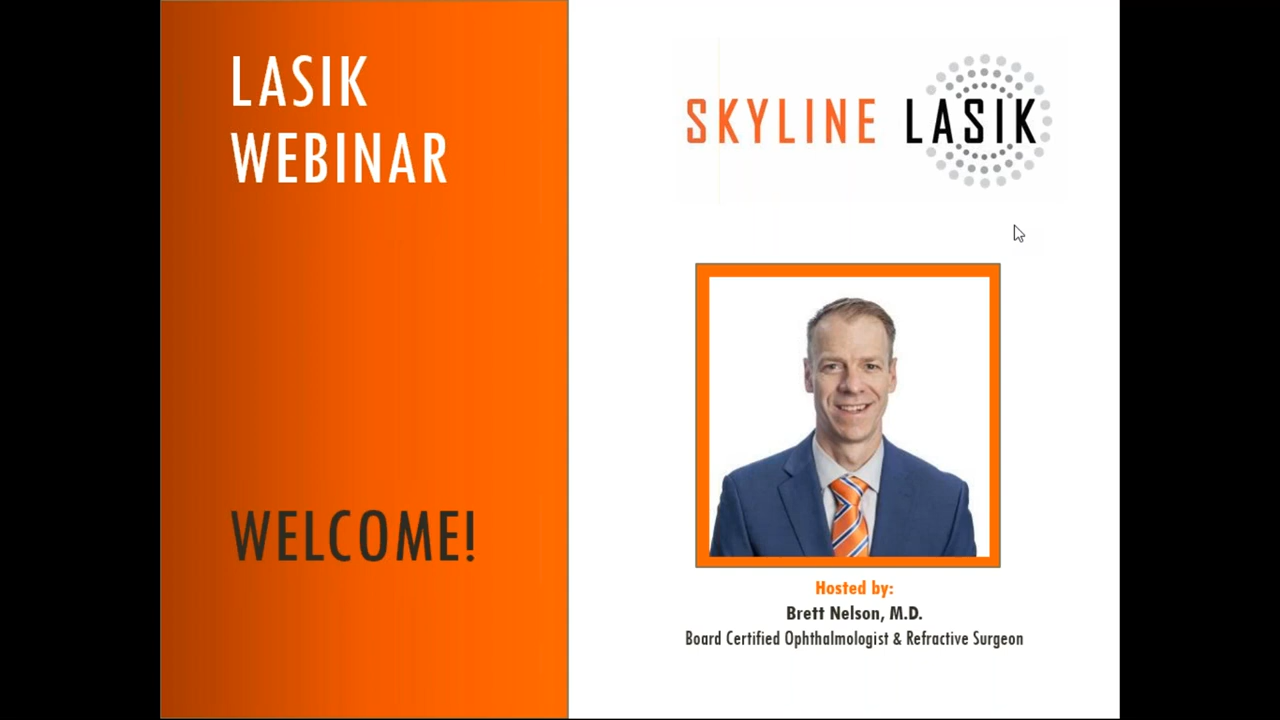 LASIK
WEBINAR
WELCOME!
SKYLINE LASIK
Hosted by:
Brett Nelson, M.D.
Board Certified Ophthalmologist & Refractive Surgeon